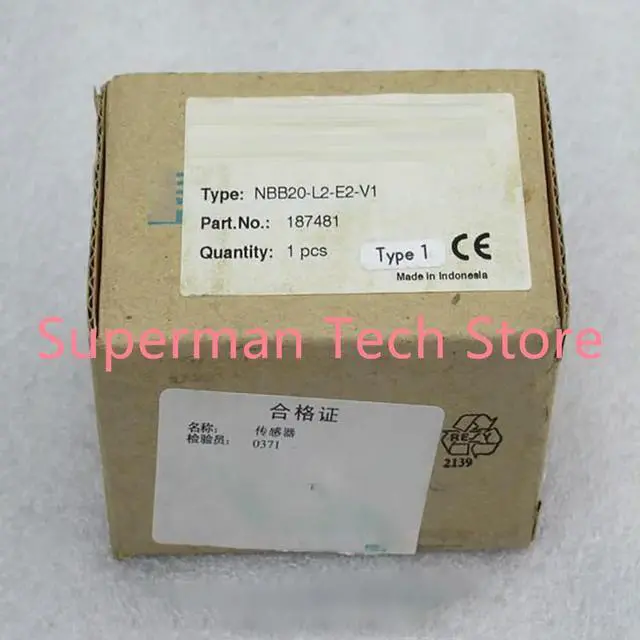 Type: NBB20-L2-E2-V1
Part.No.: 187481
Quantity: 1 pcs Type 1 CE
Made in Indonesia
Superman Tech Store
合格证
名称: 传感器
检验员: 0371
REZY
2139